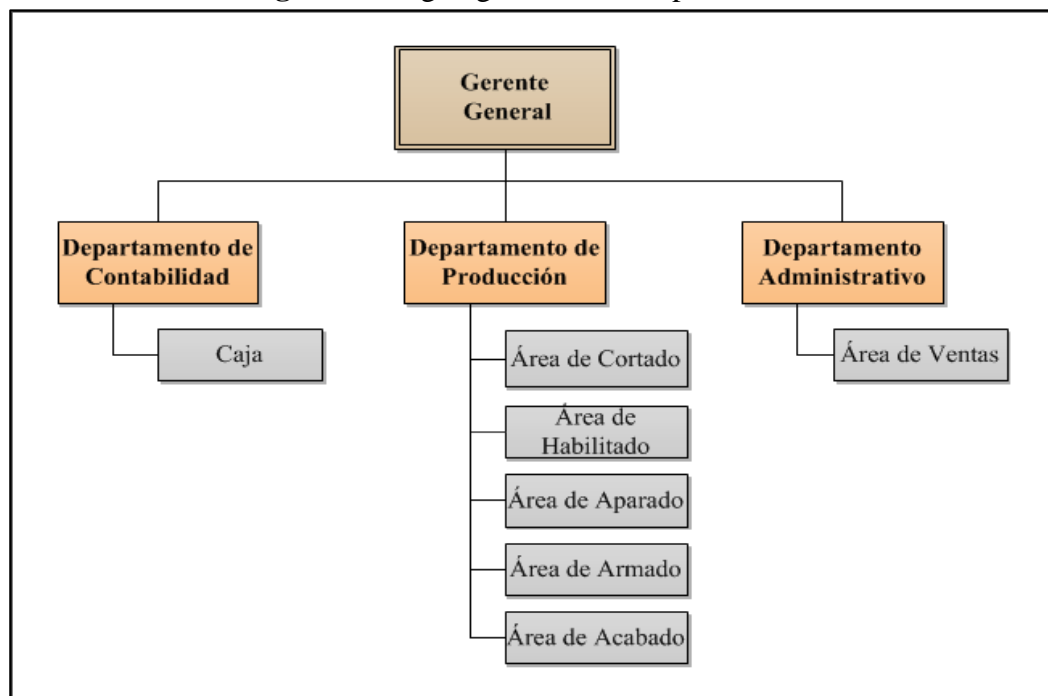 Gerente
General
Departamento de
Contabilidad
Departamento de
Producción
Departamento
Administrativo
Caja
Área de Cortado
Área de Ventas
Área de
Habilitado
Área de Aparado
Área de Armado
Área de Acabado